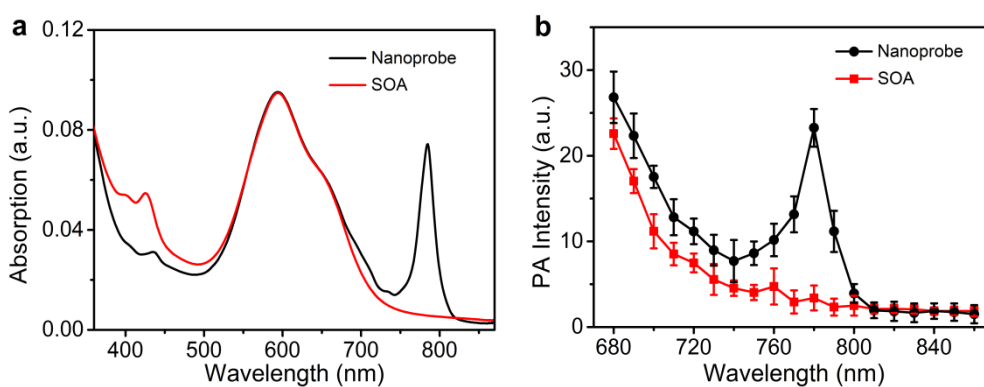 a
Nanoprobe
SOA
Absorption (a.u.)
0.12
0.08
0.04
0.00
400 500 600 700 800
Wavelength (nm)
b
Nanoprobe
SOA
PA Intensity (a.u.)
30
20
10
0
680 720 760 800 840
Wavelength (nm)